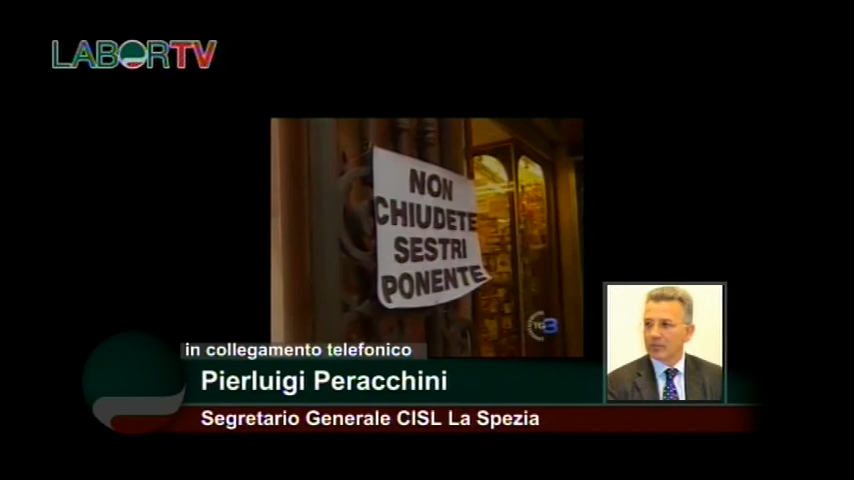 LABORTV
NON
CHIUDETE
SESTRI
PONENTE
TG3
in collegamento telefonico
Pierluigi Peracchini
Segretario Generale CISL La Spezia